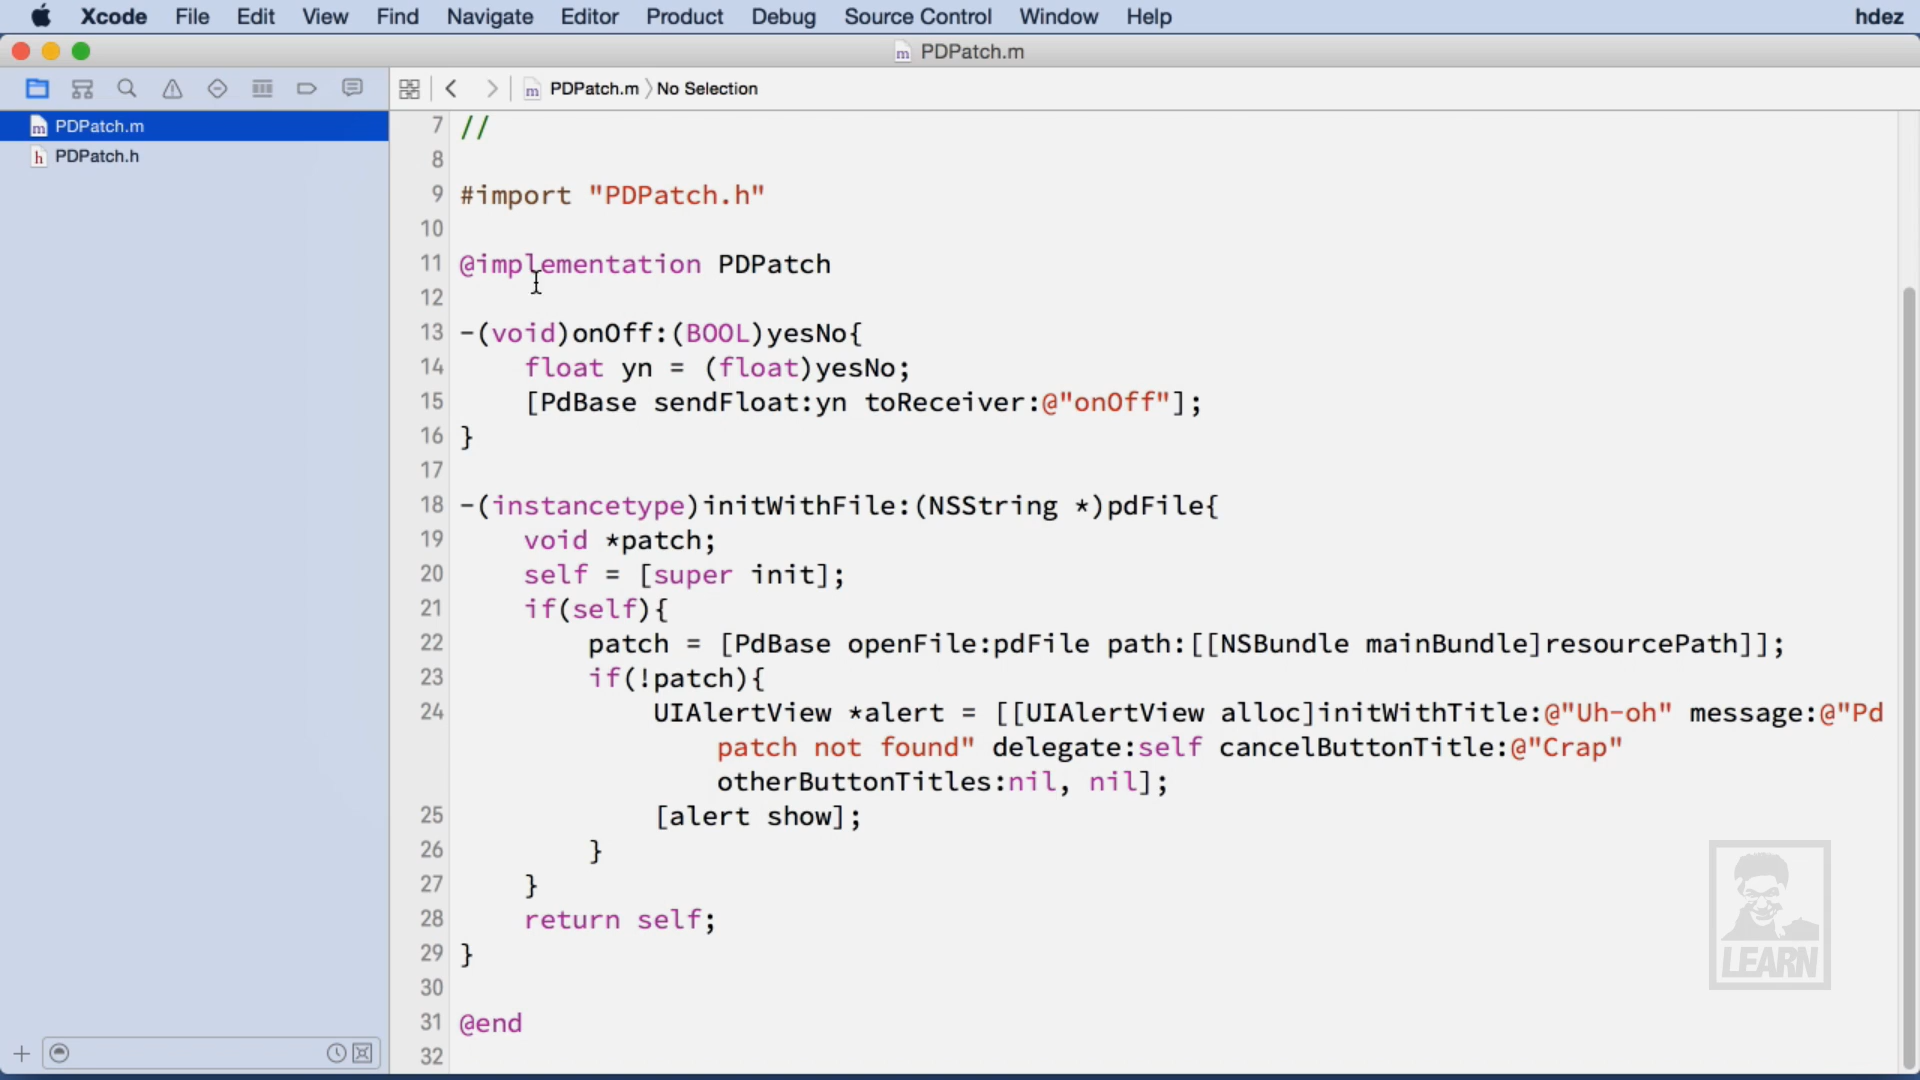 Xcode File Edit View Find Navigate Editor Product Debug Source Control Window Help hdez
PDPatch.m
PDPatch.m 〉No Selection
PDPatch.m
PDPatch.h
7 //
8
9 #import "PDPatch.h"
10
11 @implementation PDPatch
12
13 -(void)onOff:(BOOL)yesNo{
14 float yn = (float)yesNo;
15 [PdBase sendFloat:yn toReceiver:@"onOff"];
16 }
17
18 -(instancetype)initWithFile:(NSString *)pdFile{
19 void *patch;
20 self = [super init];
21 if(self){
22 patch = [PdBase openFile:pdFile path:[[NSBundle mainBundle]resourcePath]];
23 if(!patch){
24 UIAlertView *alert = [[UIAlertView alloc]initWithTitle:@"Uh-oh" message:@"Pd
patch not found" delegate:self cancelButtonTitle:@"Crap"
otherButtonTitles:nil, nil];
25 [alert show];
26 }
27 }
28 return self;
29 }
30
31 @end
32
LEARN